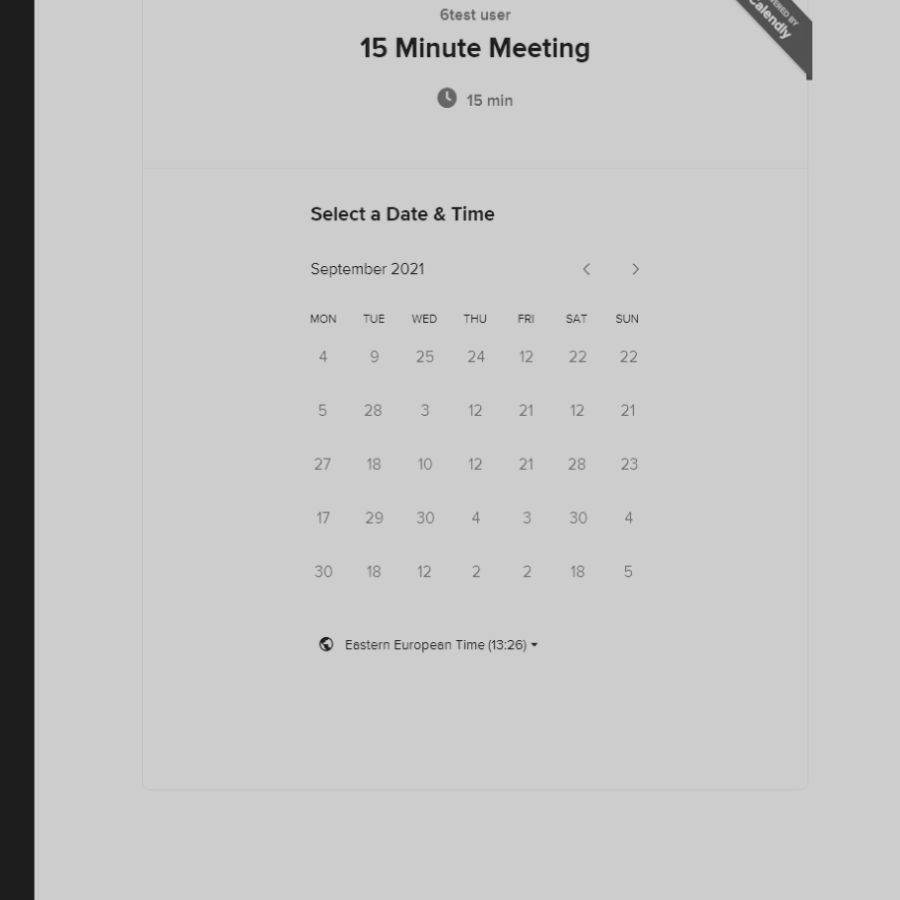 6test user
15 Minute Meeting
15 min
Calendly
Select a Date & Time
September 2021
MON TUE WED THU FRI SAT SUN
4 9 25 24 12 22 22
5 28 3 12 21 12 21
27 18 10 12 21 28 23
17 29 30 4 3 30 4
30 18 12 2 2 18 5
Eastern European Time (13:26)